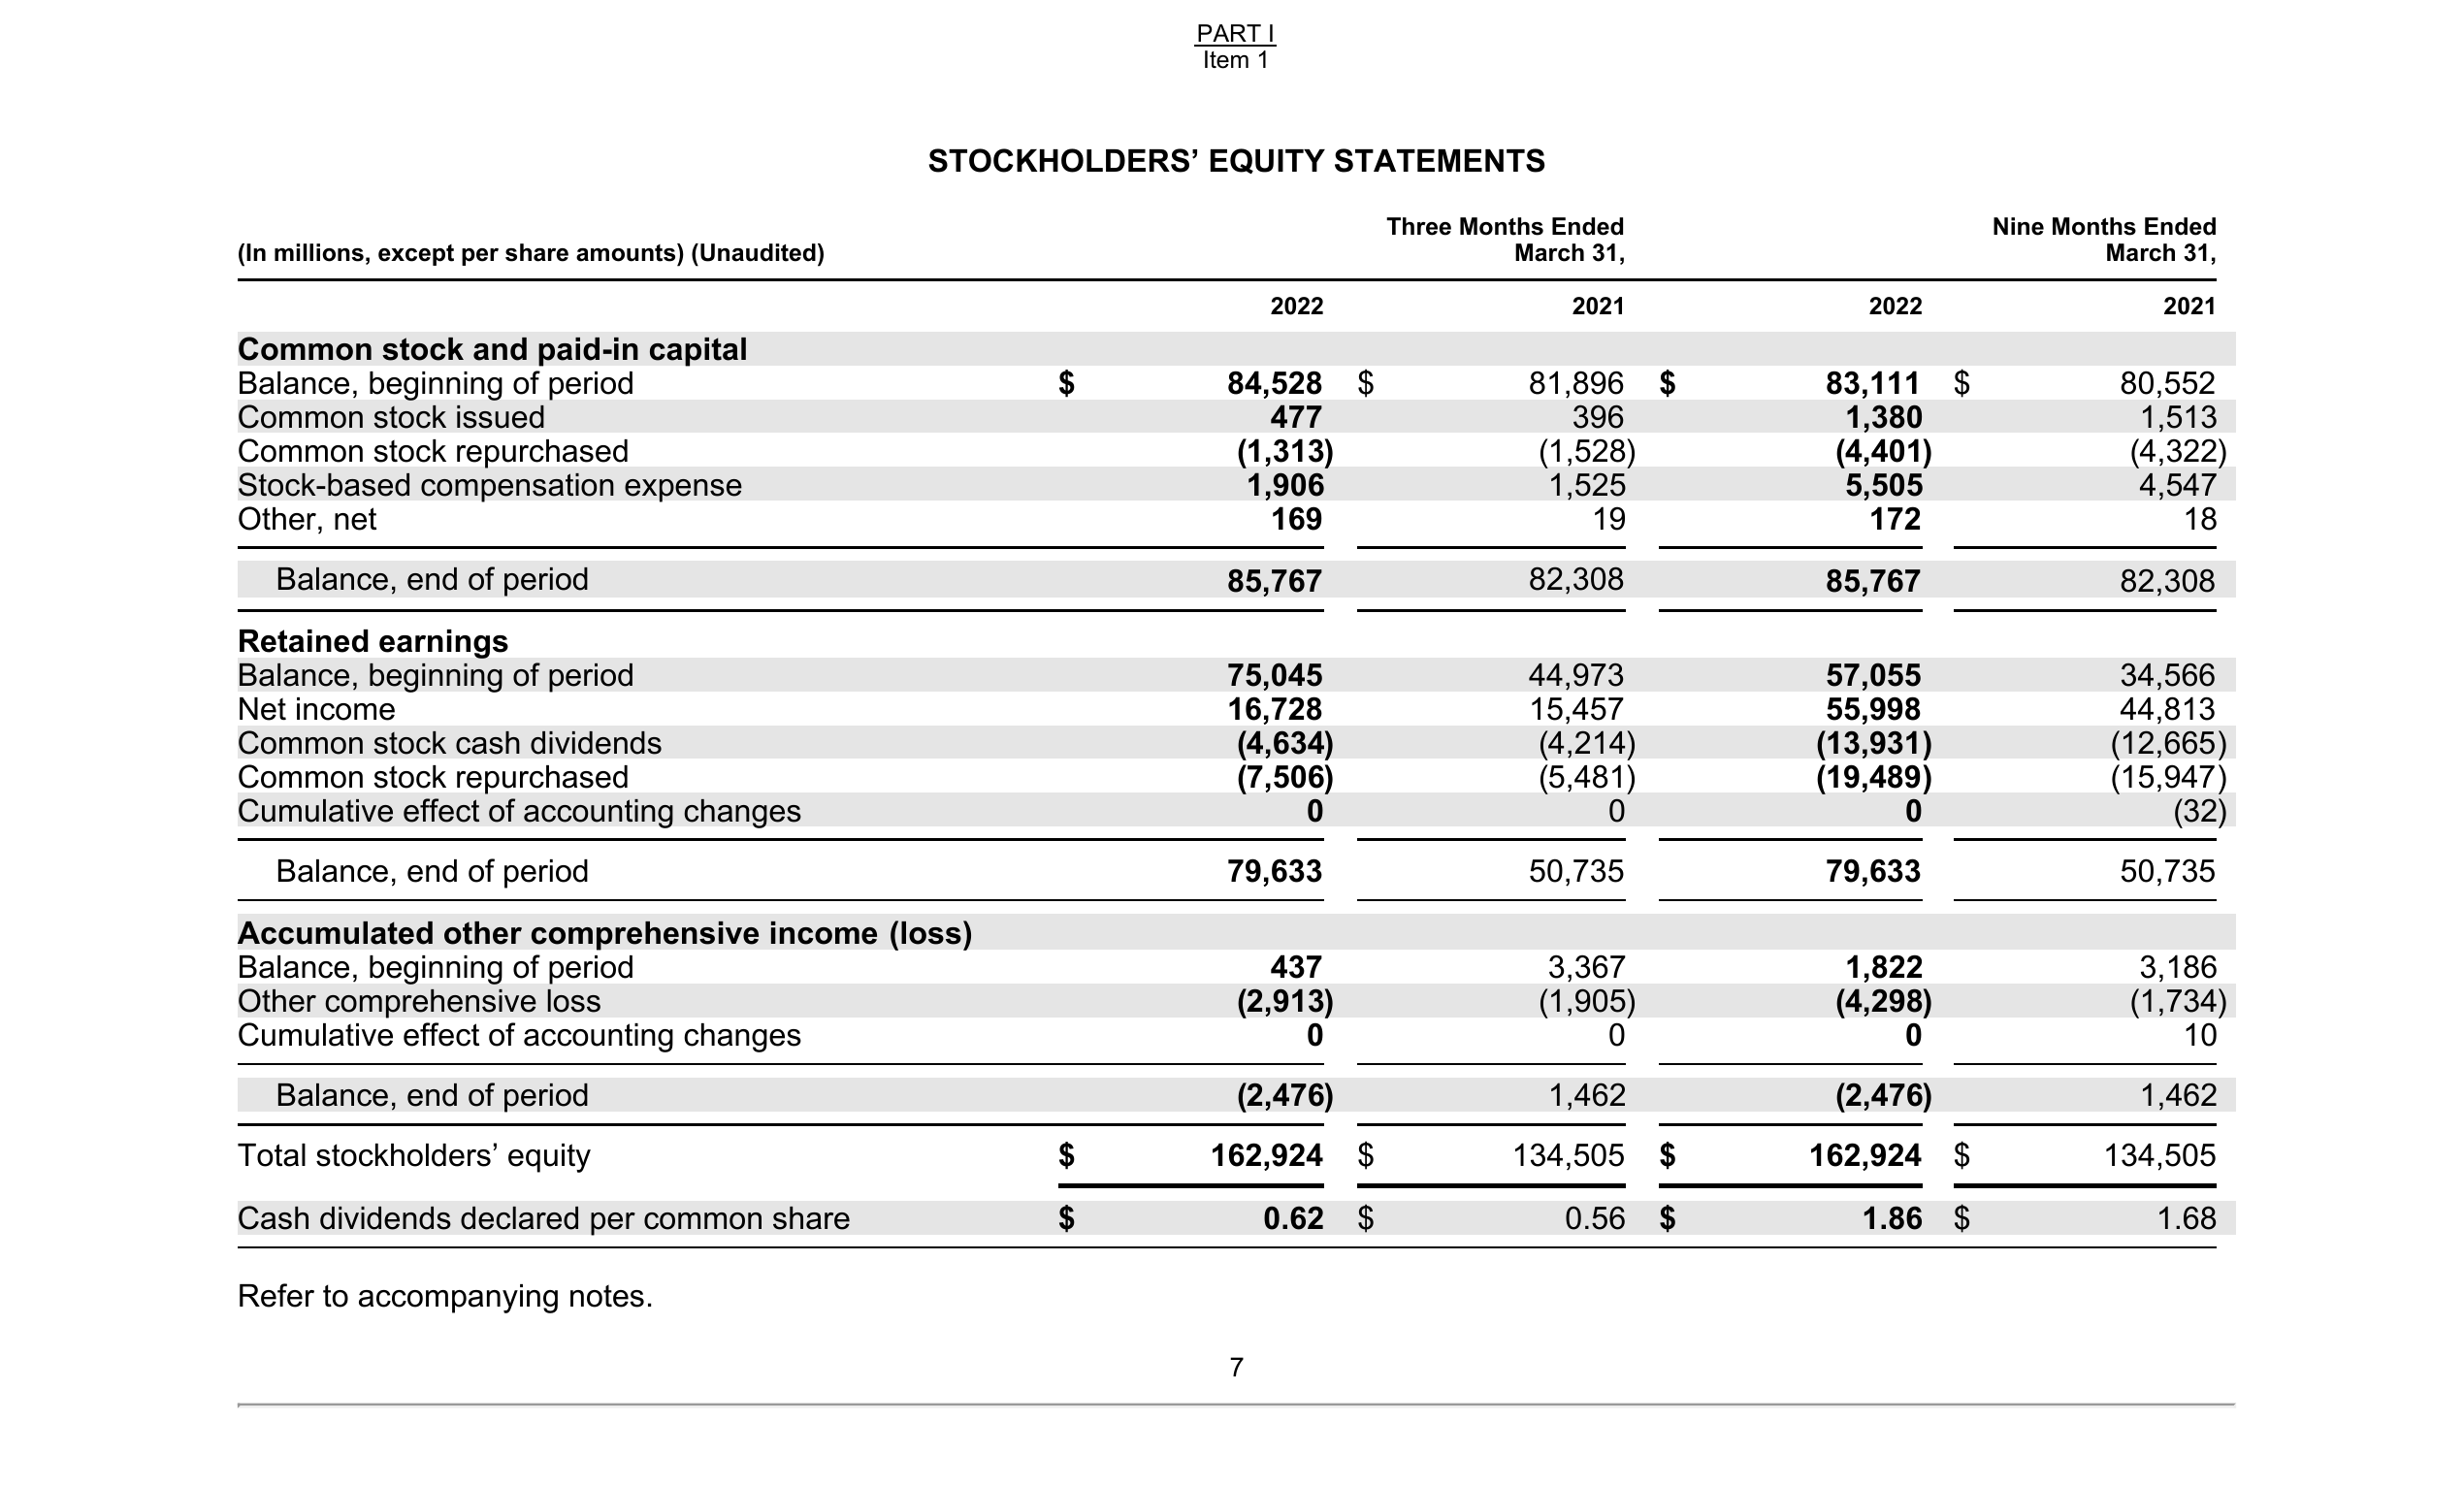 PART I
Item 1
STOCKHOLDERS’ EQUITY STATEMENTS
Three Months Ended Nine Months Ended
(In millions, except per share amounts) (Unaudited) March 31, March 31,
2022 2021 2022 2021
Common stock and paid-in capital
Balance, beginning of period $ 84,528 $ 81,896 $ 83,111 $ 80,552
Common stock issued 477 396 1,380 1,513
Common stock repurchased (1,313) (1,528) (4,401) (4,322)
Stock-based compensation expense 1,906 1,525 5,505 4,547
Other, net 169 19 172 18
Balance, end of period 85,767 82,308 85,767 82,308
Retained earnings
Balance, beginning of period 75,045 44,973 57,055 34,566
Net income 16,728 15,457 55,998 44,813
Common stock cash dividends (4,634) (4,214) (13,931) (12,665)
Common stock repurchased (7,506) (5,481) (19,489) (15,947)
Cumulative effect of accounting changes 0 0 0 (32)
Balance, end of period 79,633 50,735 79,633 50,735
Accumulated other comprehensive income (loss)
Balance, beginning of period 437 3,367 1,822 3,186
Other comprehensive loss (2,913) (1,905) (4,298) (1,734)
Cumulative effect of accounting changes 0 0 0 10
Balance, end of period (2,476) 1,462 (2,476) 1,462
Total stockholders’ equity $ 162,924 $ 134,505 $ 162,924 $ 134,505
Cash dividends declared per common share $ 0.62 $ 0.56 $ 1.86 $ 1.68
Refer to accompanying notes.
7